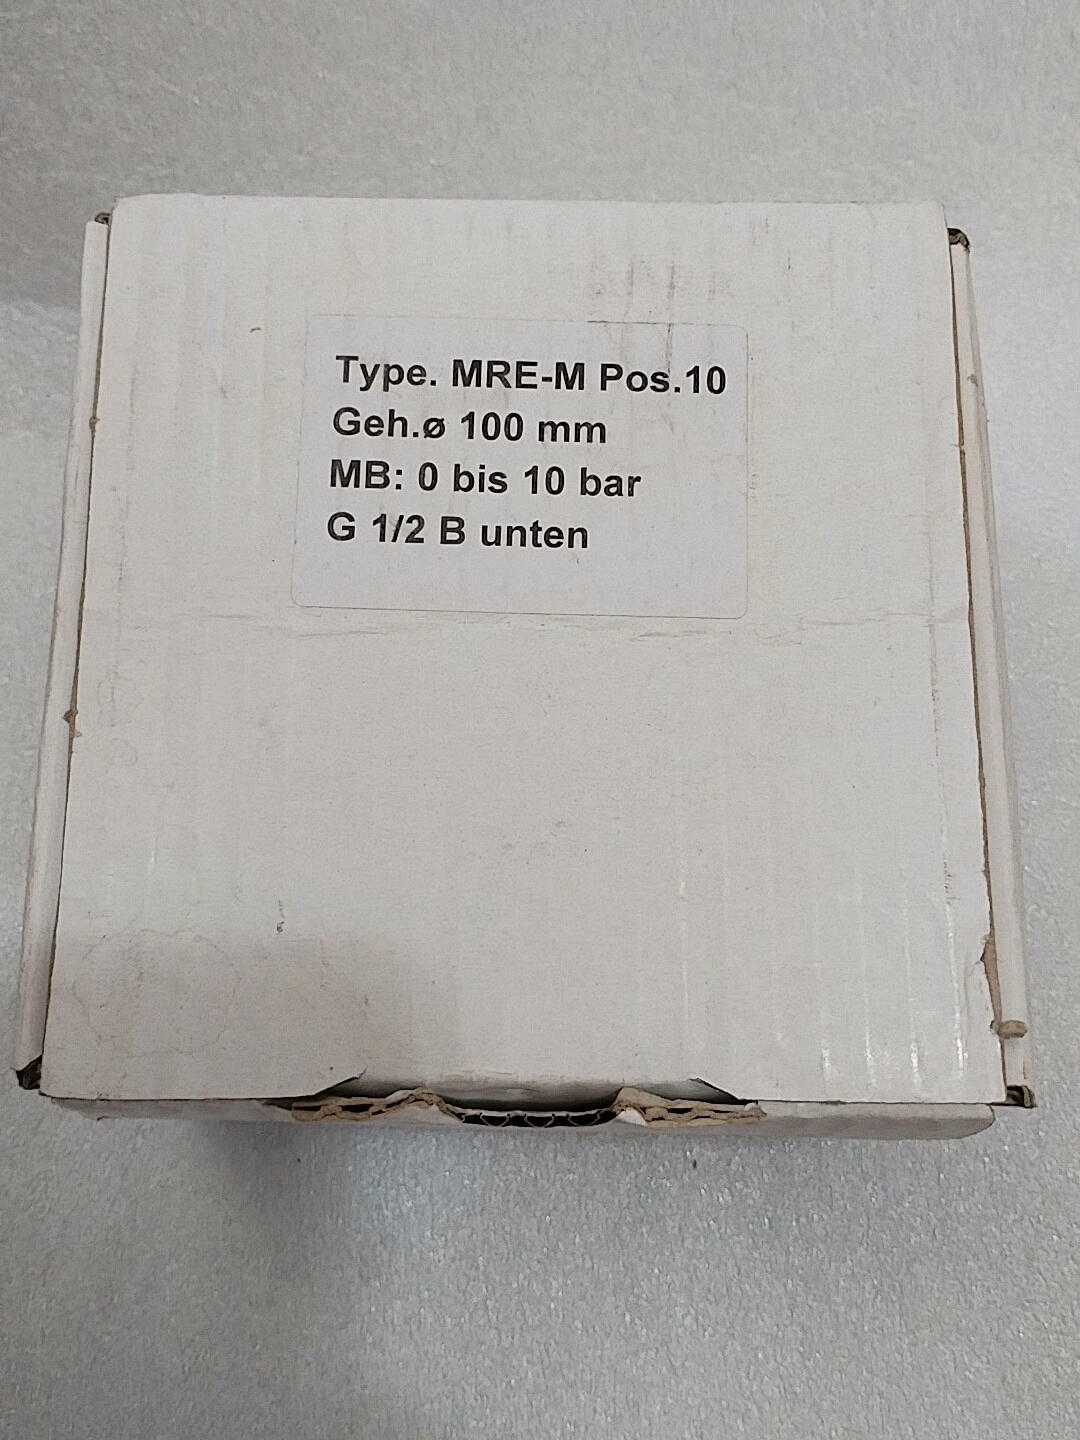 Type. MRE-M Pos.10
Geh.ø 100 mm
MB: 0 bis 10 bar
G 1/2 B unten